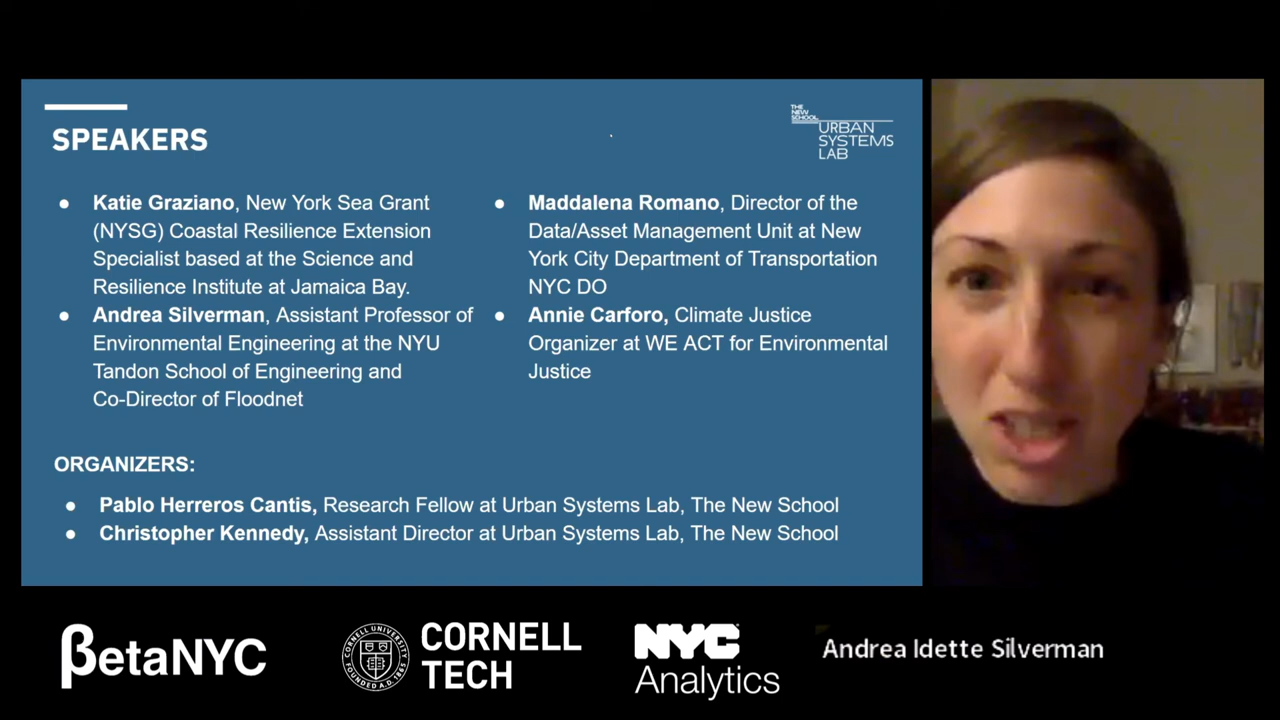 SPEAKERS
THE
NEW
SCHOOL
URBAN
SYSTEMS
LAB
● Katie Graziano, New York Sea Grant
(NYSG) Coastal Resilience Extension
Specialist based at the Science and
Resilience Institute at Jamaica Bay.
● Andrea Silverman, Assistant Professor of
Environmental Engineering at the NYU
Tandon School of Engineering and
Co-Director of Floodnet
● Maddalena Romano, Director of the
Data/Asset Management Unit at New
York City Department of Transportation
NYC DO
● Annie Carforo, Climate Justice
Organizer at WE ACT for Environmental
Justice
ORGANIZERS:
● Pablo Herreros Cantis, Research Fellow at Urban Systems Lab, The New School
● Christopher Kennedy, Assistant Director at Urban Systems Lab, The New School
βetaNYC
CORNELL UNIVERSITY
FOUNDED A.D. 1865
CORNELL
TECH
NYC
Analytics
Andrea Idette Silverman